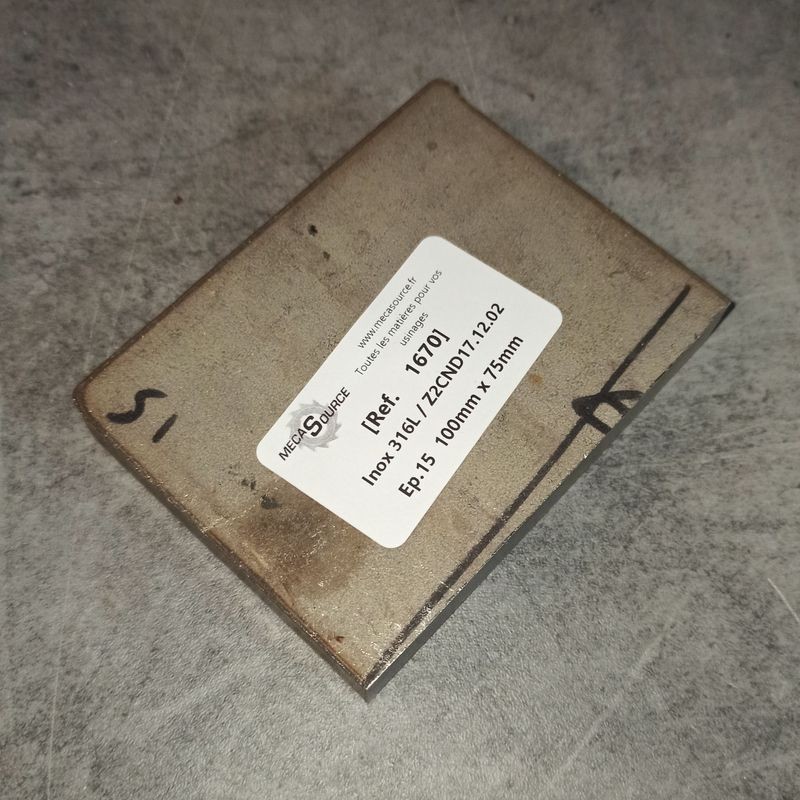 MECASOURCE
www.mecasource.fr
Toutes les matières pour vos
usinages
[Ref. 1670]
Inox 316L / Z2CND17.12.02
Ep.15 100mm x 75mm
15